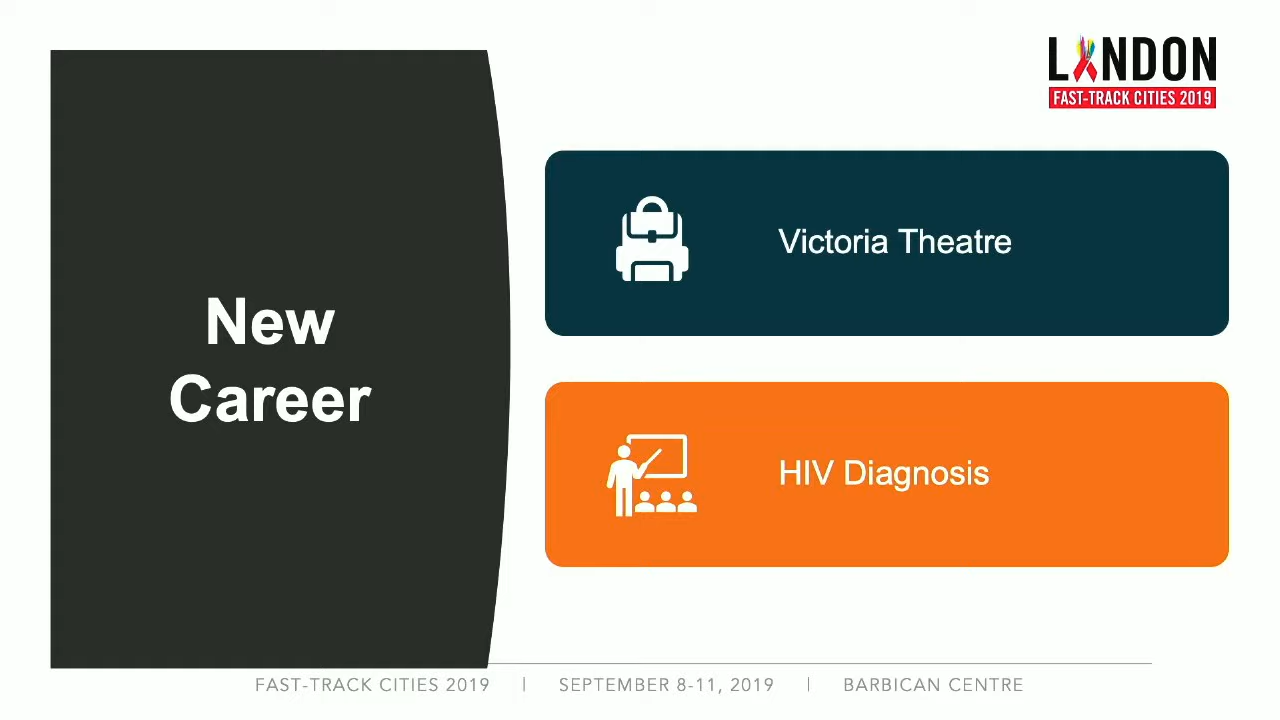 LONDON
FAST-TRACK CITIES 2019
New
Career
Victoria Theatre
HIV Diagnosis
FAST-TRACK CITIES 2019 | SEPTEMBER 8-11, 2019 | BARBICAN CENTRE